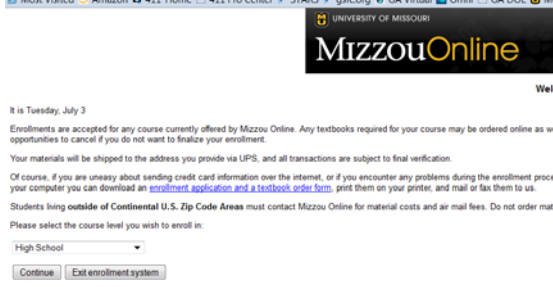 Most Visited Amazon 411 Home 411 Pro Center STARS gsfc.org GA Virtual Omni GA DOE
UNIVERSITY OF MISSOURI
MIZZOUOnline
Wel
It is Tuesday, July 3
Enrollments are accepted for any course currently offered by Mizzou Online. Any textbooks required for your course may be ordered online as w
opportunities to cancel if you do not want to finalize your enrollment.
Your materials will be shipped to the address you provide via UPS, and all transactions are subject to final verification.
Of course, if you are uneasy about sending credit card information over the internet, or if you encounter any problems during the enrollment proce
your computer you can download an enrollment application and a textbook order form, print them on your printer, and mail or fax them to us.
Students living outside of Continental U.S. Zip Code Areas must contact Mizzou Online for material costs and air mail fees. Do not order mat
Please select the course level you wish to enroll in:
High School
Continue Exit enrollment system